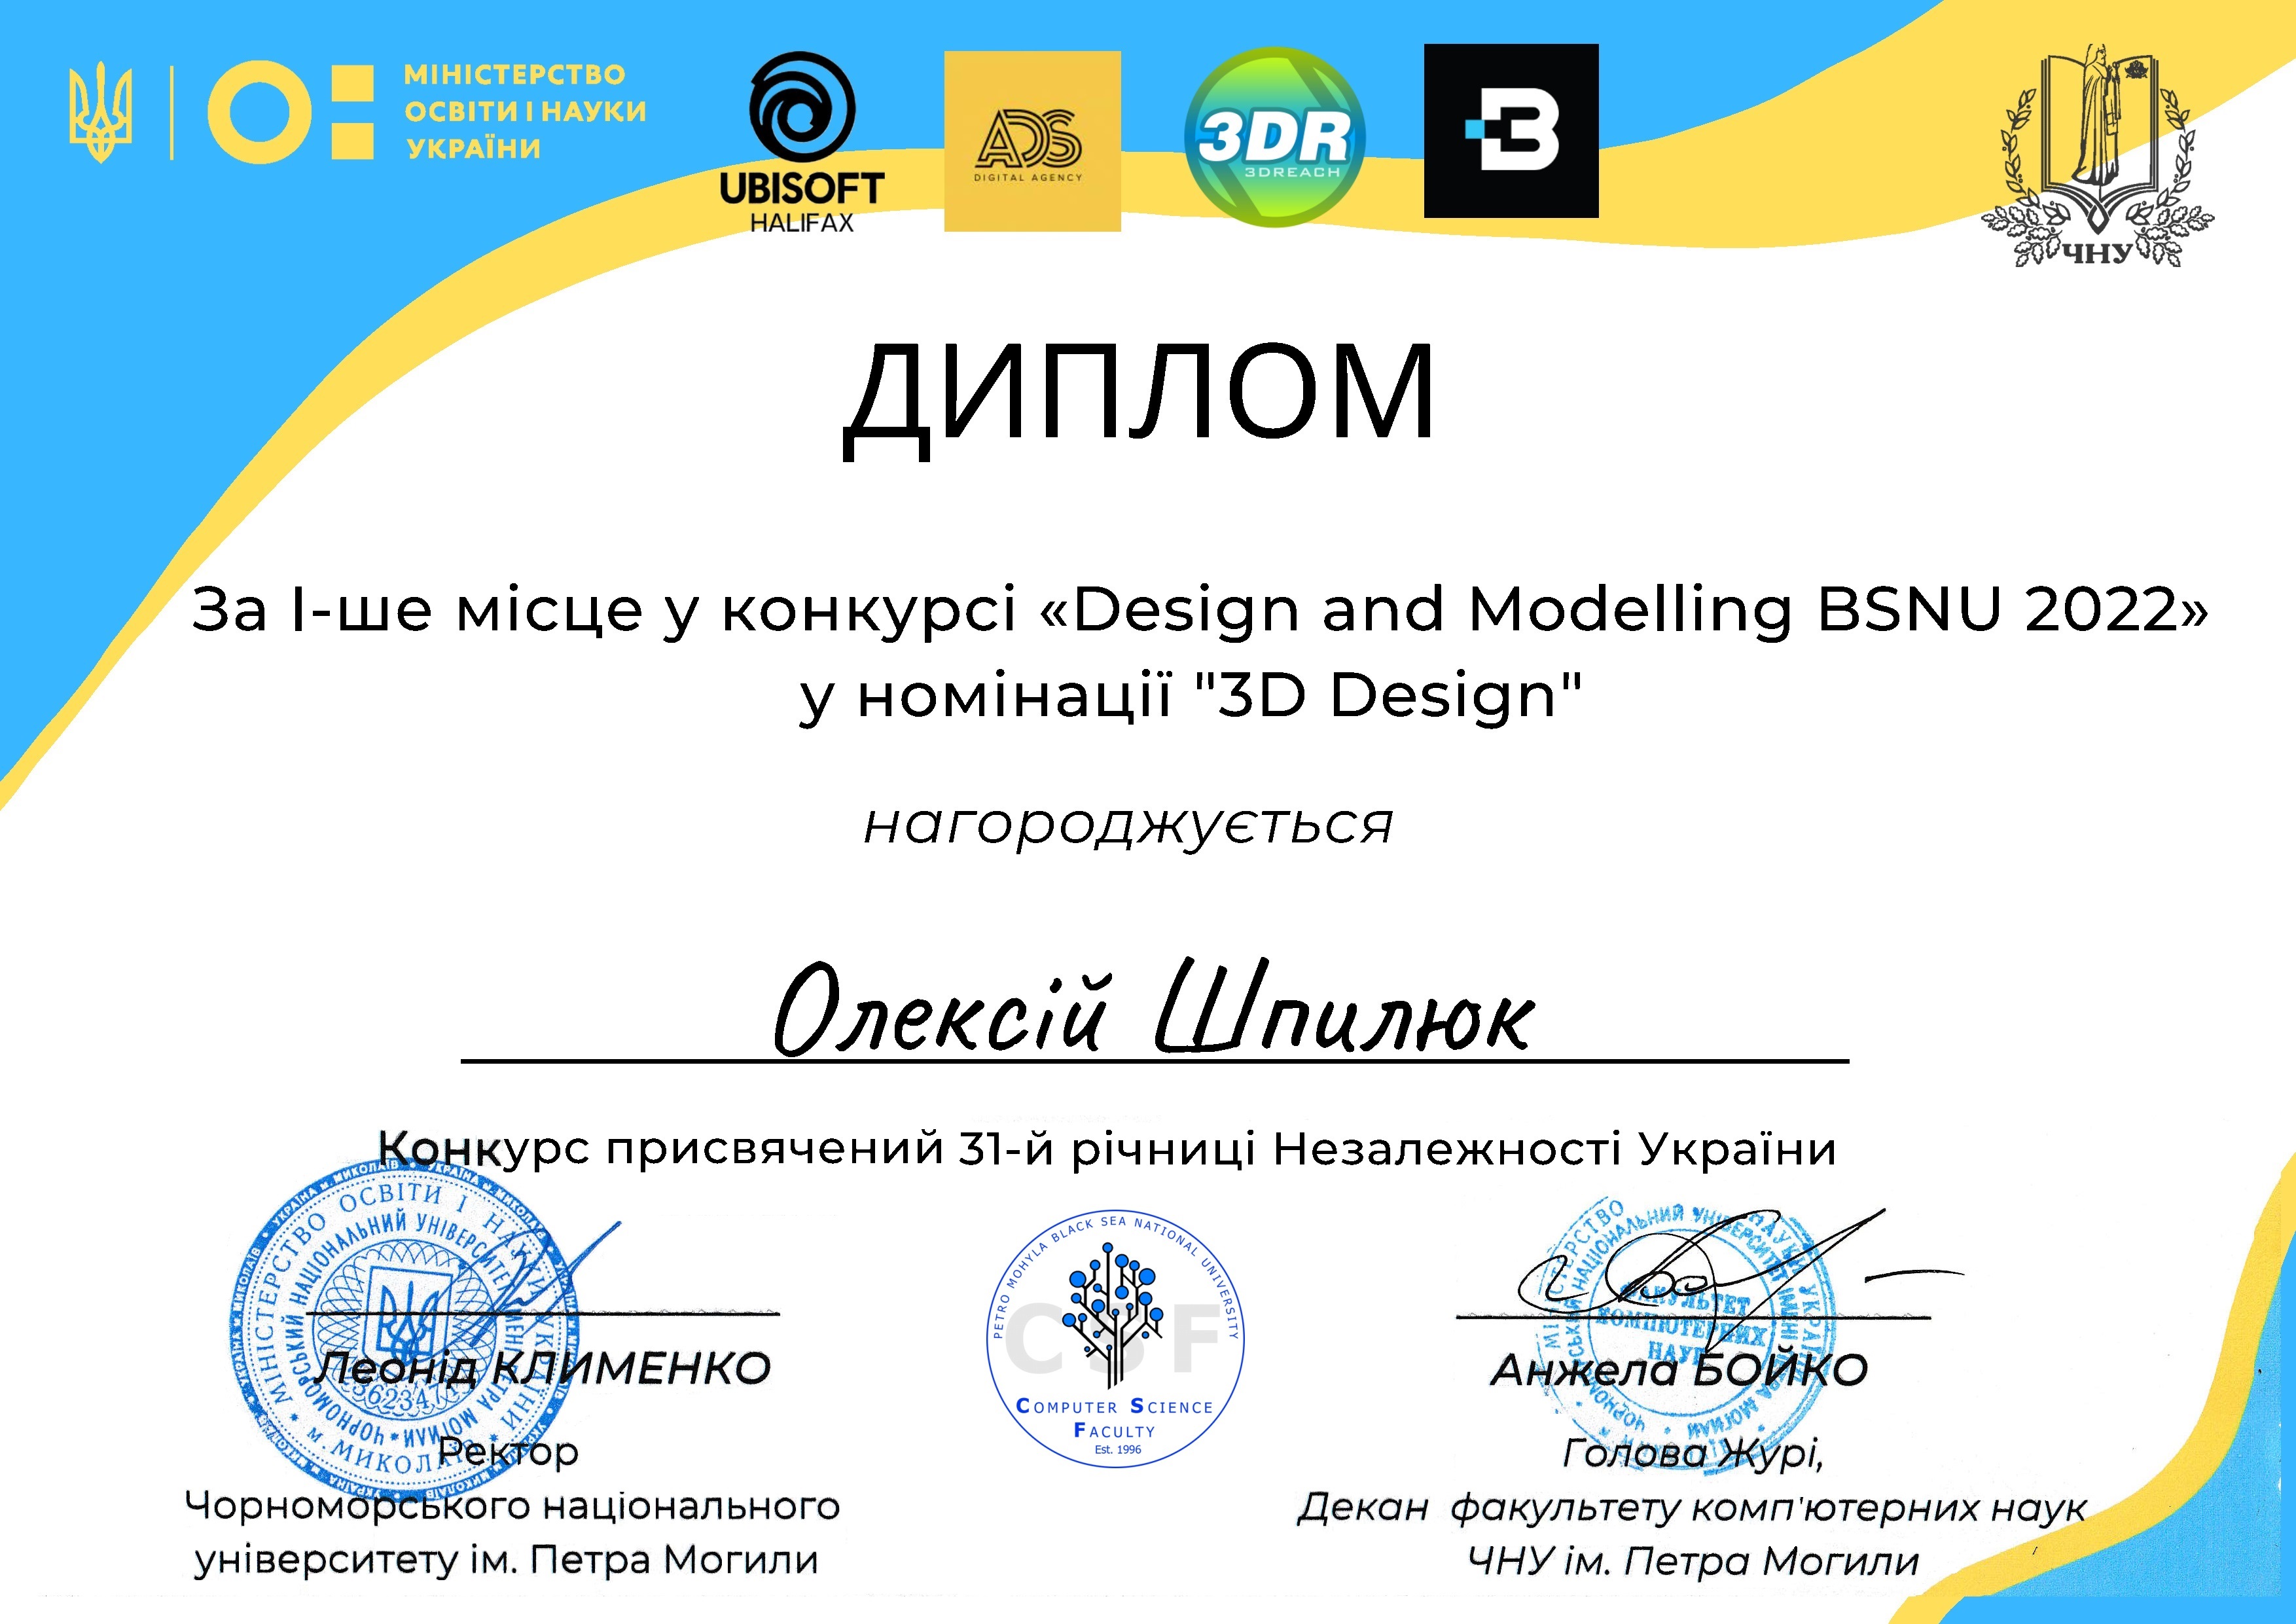 МІНІСТЕРСТВО
ОСВІТИ І НАУКИ
УКРАЇНИ
UBISOFT
HALIFAX
ADS
DIGITAL AGENCY
3DR
3DREACH
B
ЧНУ
ДИПЛОМ
За І-ше місце у конкурсі «Design and Modelling BSNU 2022»
у номінації "3D Design"
нагороджується
Олексій Шпилюк
Конкурс присвячений 31-й річниці Незалежності України
МІНІСТЕРСТВО ОСВІТИ І НАУКИ УКРАЇНИ
м. МИКОЛАЇВ
ЧОРНОМОРСЬКИЙ НАЦІОНАЛЬНИЙ УНІВЕРСИТЕТ ІМЕНІ ПЕТРА МОГИЛИ
PETRO MOHYLA BLACK SEA NATIONAL UNIVERSITY
CSF
COMPUTER SCIENCE
FACULTY
Est. 1996
ФАКУЛЬТЕТ
КОМП'ЮТЕРНИХ
НАУК
Леонід КЛИМЕНКО
Ректор
Чорноморського національного
університету ім. Петра Могили
Анжела БОЙКО
Голова Журі,
Декан факультету комп'ютерних наук
ЧНУ ім. Петра Могили